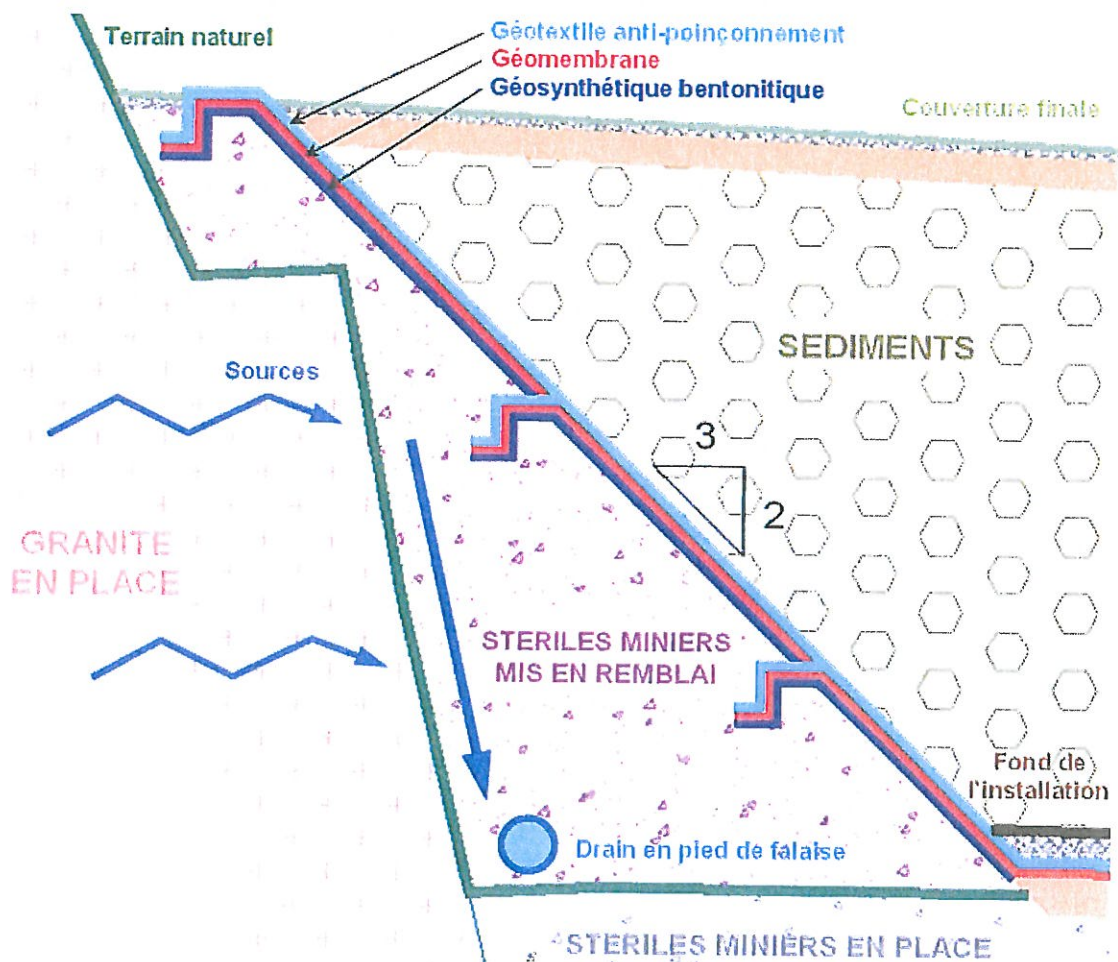 Terrain naturel
Géotextile anti-poinçonnement
Géomembrane
Géosynthétique bentonitique
Couverture finale
SEDIMENTS
Sources
3
2
GRANITE
EN PLACE
STÉRILES MINIERS
MIS EN REMBLAI
Fond de
l'installation
Drain en pied de falaise
STERILES MINIERS EN PLACE